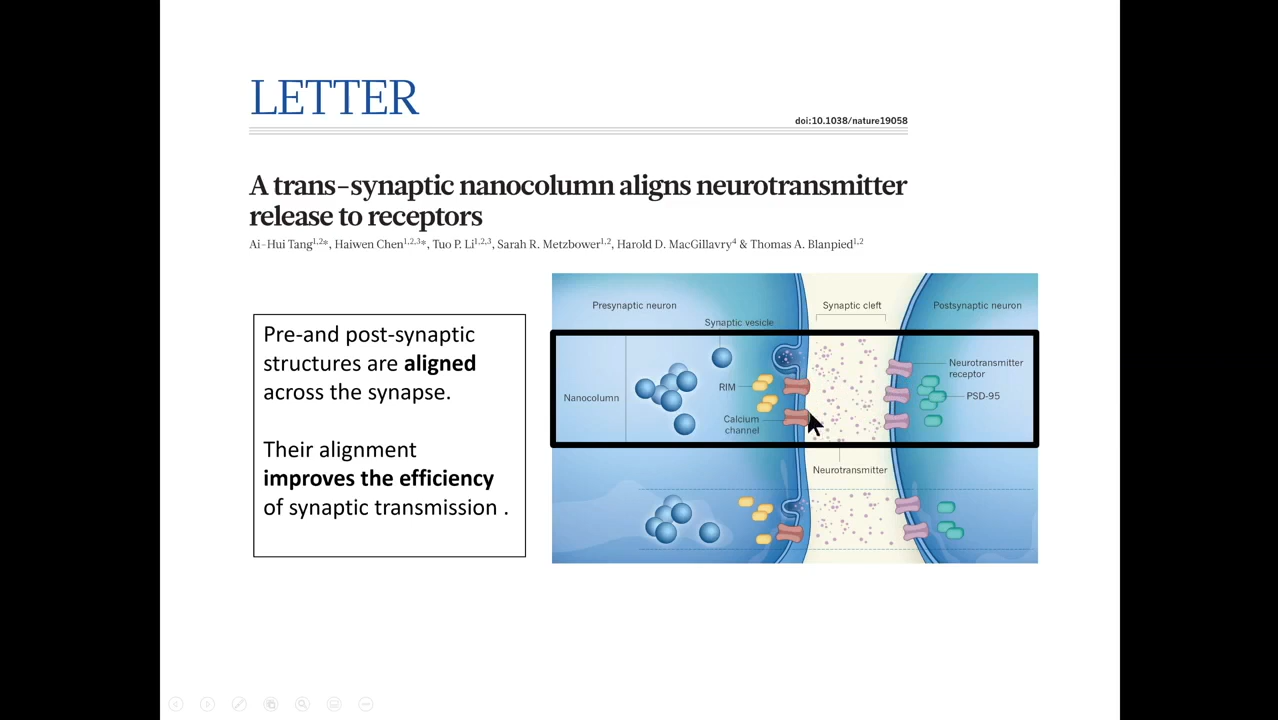 LETTER
doi:10.1038/nature19058
A trans-synaptic nanocolumn aligns neurotransmitter
release to receptors
Ai-Hui Tang1,2*, Haiwen Chen1,2,3*, Tuo P. Li1,2,3, Sarah R. Metzbower1,2, Harold D. MacGillavry4 & Thomas A. Blanpied1,2
Pre-and post-synaptic
structures are aligned
across the synapse.
Their alignment
improves the efficiency
of synaptic transmission .
Presynaptic neuron
Synaptic cleft
Postsynaptic neuron
Synaptic vesicle
Neurotransmitter
receptor
RIM
PSD-95
Nanocolumn
Calcium
channel
Neurotransmitter